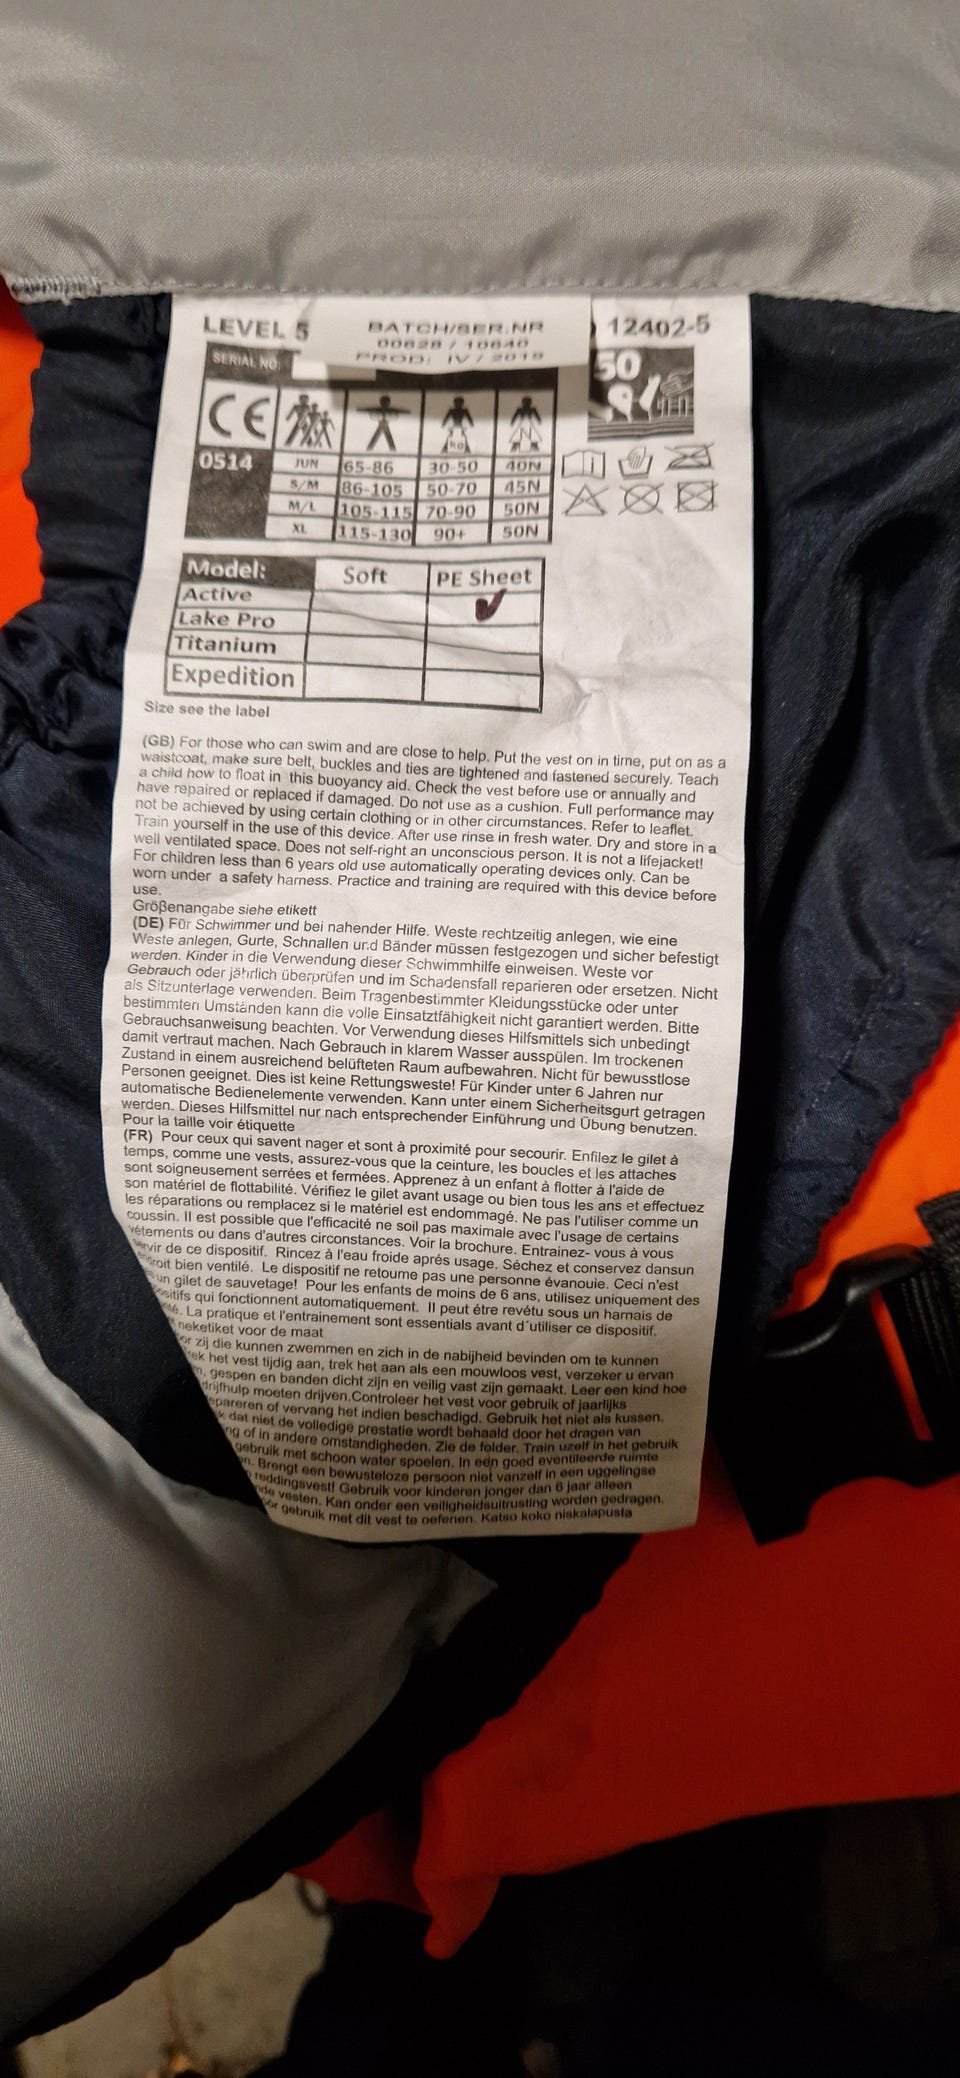 LEVEL 5
BATCH/SER.NR
00628 / 10640
PROD: IV / 2019
12402-5
SERIAL NO:
50
CE
0514
kg
N
JUN 65-86 30-50 40N
S/M 86-105 50-70 45N
M/L 105-115 70-90 50N
XL 115-130 90+ 50N
Model: Soft PE Sheet
Active
Lake Pro
Titanium
Expedition
Size see the label
(GB) For those who can swim and are close to help. Put the vest on in time, put on as a
waistcoat, make sure belt, buckles and ties are tightened and fastened securely. Teach
a child how to float in this buoyancy aid. Check the vest before use or annually and
have repaired or replaced if damaged. Do not use as a cushion. Full performance may
not be achieved by using certain clothing or in other circumstances. Refer to leaflet.
Train yourself in the use of this device. After use rinse in fresh water. Dry and store in a
well ventilated space. Does not self-right an unconscious person. It is not a lifejacket!
For children less than 6 years old use automatically operating devices only. Can be
worn under a safety harness. Practice and training are required with this device before
use.
Größenangabe siehe etikett
(DE) Für Schwimmer und bei nahender Hilfe. Weste rechtzeitig anlegen, wie eine
Weste anlegen, Gurte, Schnallen und Bänder müssen festgezogen und sicher befestigt
werden. Kinder in die Verwendung dieser Schwimmhilfe einweisen. Weste vor
Gebrauch oder jährlich überprüfen und im Schadensfall reparieren oder ersetzen. Nicht
als Sitzunterlage verwenden. Beim Tragenbestimmter Kleidungsstücke oder unter
bestimmten Umständen kann die volle Einsatztfähigkeit nicht garantiert werden. Bitte
Gebrauchsanweisung beachten. Vor Verwendung dieses Hilfsmittels sich unbedingt
damit vertraut machen. Nach Gebrauch in klarem Wasser ausspülen. Im trockenen
Zustand in einem ausreichend belüfteten Raum aufbewahren. Nicht für bewusstlose
Personen geeignet. Dies ist keine Rettungsweste! Für Kinder unter 6 Jahren nur
automatische Bedienelemente verwenden. Kann unter einem Sicherheitsgurt getragen
werden. Dieses Hilfsmittel nur nach entsprechender Einführung und Übung benutzen.
Pour la taille voir étiquette
(FR) Pour ceux qui savent nager et sont à proximité pour secourir. Enfilez le gilet à
temps, comme une vests, assurez-vous que la ceinture, les boucles et les attaches
sont soigneusement serrées et fermées. Apprenez à un enfant à flotter à l'aide de
son matériel de flottabilité. Vérifiez le gilet avant usage ou bien tous les ans et effectuez
les réparations ou remplacez si le matériel est endommagé. Ne pas l'utiliser comme un
coussin. Il est possible que l'efficacité ne soil pas maximale avec l'usage de certains
vêtements ou dans d'autres circonstances. Voir la brochure. Entrainez- vous à vous
servir de ce dispositif. Rincez à l'eau froide aprés usage. Séchez et conservez dansun
endroit bien ventilé. Le dispositif ne retourne pas une personne évanouie. Ceci n'est
un gilet de sauvetage! Pour les enfants de moins de 6 ans, utilisez uniquement des
ositifs qui fonctionnent automatiquement. Il peut étre revétu sous un harnais de
té. La pratique et l'entrainement sont essentials avant d'utiliser ce dispositif.
neketiket voor de maat
or zij die kunnen zwemmen en zich in de nabijheid bevinden om te kunnen
rek het vest tijdig aan, trek het aan als een mouwloos vest, verzeker u ervan
n, gespen en banden dicht zijn en veilig vast zijn gemaakt. Leer een kind hoe
drijfhulp moeten drijven.Controleer het vest voor gebruik of jaarlijks
epareren of vervang het indien beschadigd. Gebruik het niet als kussen.
k dat niet de volledige prestatie wordt behaald door het dragen van
ng of in andere omstandigheden. Zie de folder. Train uzelf in het gebruik
gebruik met schoon water spoelen. In een goed eventileerde ruimte
n. Brengt een bewusteloze persoon niet vanzelf in een uggelingse
reddingsvest! Gebruik voor kinderen jonger dan 6 jaar alleen
nde vesten. Kan onder een veiligheidsuitrusting worden gedragen.
or gebruik met dit vest te oefenen. Katso koko niskalapusta